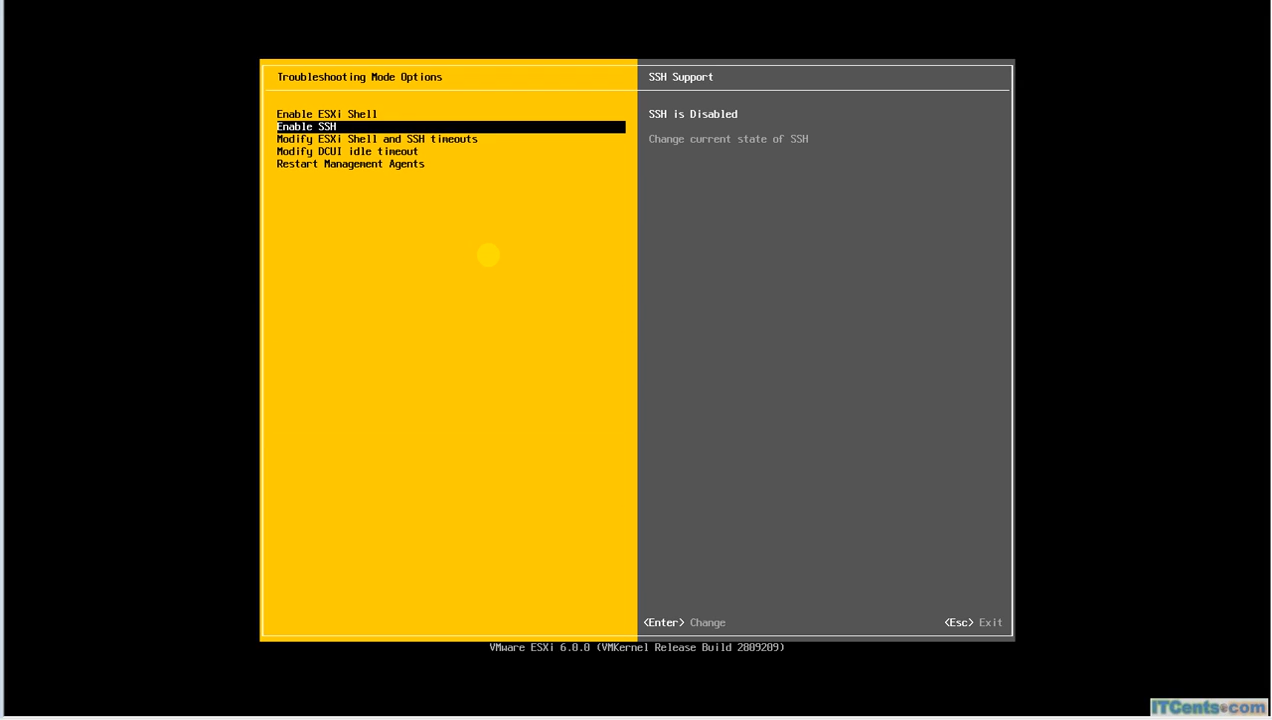 Troubleshooting Mode Options
Enable ESXi Shell
Enable SSH
Modify ESXi Shell and SSH timeouts
Modify DCUI idle timeout
Restart Management Agents
SSH Support
SSH is Disabled
Change current state of SSH
<Enter> Change
<Esc> Exit
VMware ESXi 6.0.0 (VMKernel Release Build 2809209)
ITCents.com